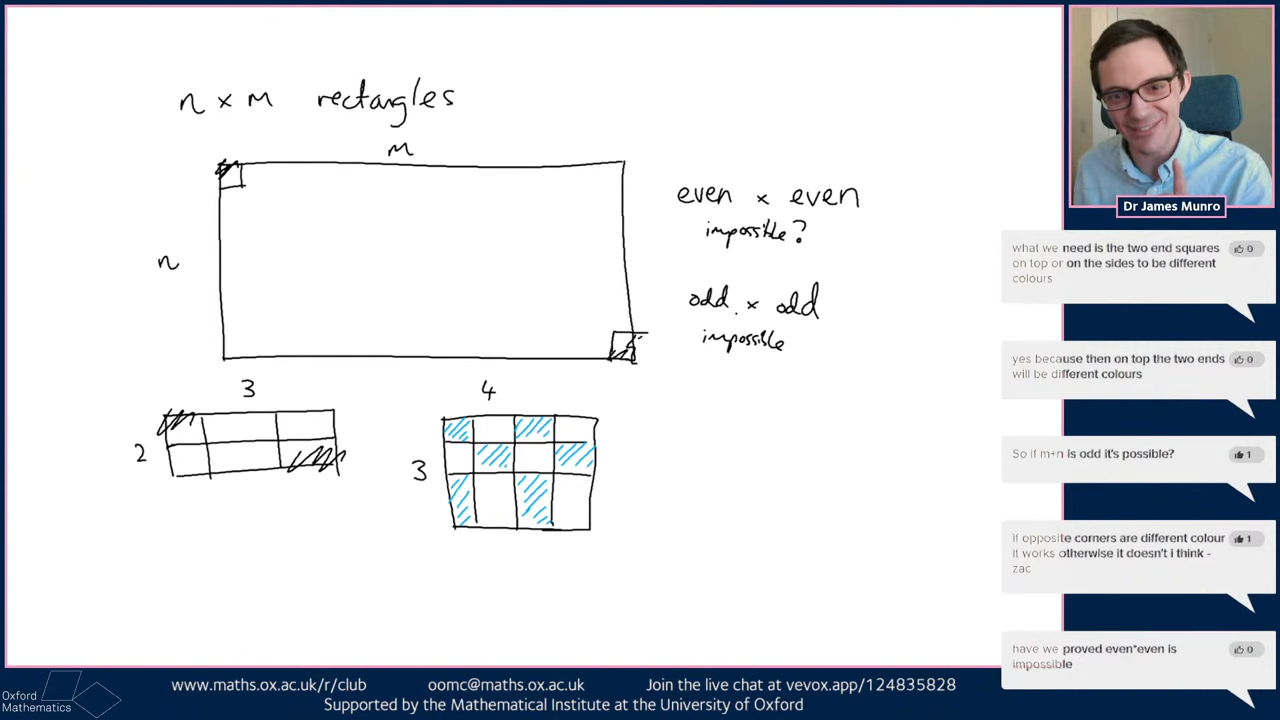 n x m rectangles
m
n
even x even
impossible?
odd x odd
impossible
3
2
4
3
Dr James Munro
what we need is the two end squares
on top or on the sides to be different
colours
0
yes because then on top the two ends
will be different colours
0
So if m+n is odd it's possible?
1
if opposite corners are different colour
it works otherwise it doesn't i think -
zac
1
have we proved even*even is
impossible
0
Oxford
Mathematics
www.maths.ox.ac.uk/r/club oomc@maths.ox.ac.uk Join the live chat at vevox.app/124835828
Supported by the Mathematical Institute at the University of Oxford